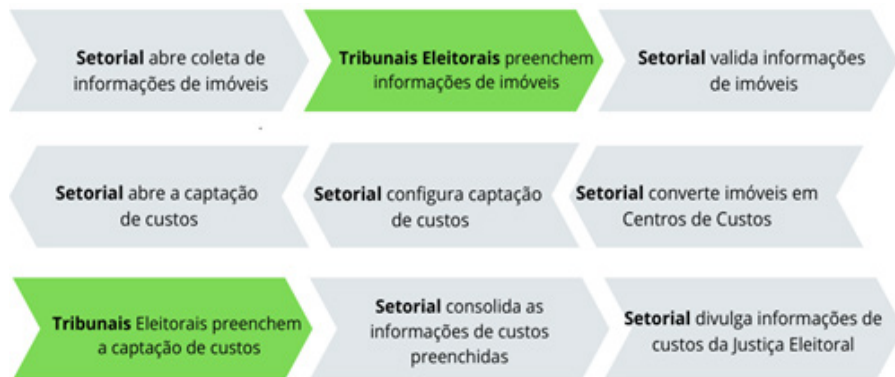 Setorial abre coleta de
informações de imóveis
Tribunais Eleitorais preenchem
informações de imóveis
Setorial valida informações
de imóveis
Setorial abre a captação
de custos
Setorial configura captação
de custos
Setorial converte imóveis em
Centros de Custos
Tribunais Eleitorais preenchem
a captação de custos
Setorial consolida as
informações de custos
preenchidas
Setorial divulga informações de
custos da Justiça Eleitoral